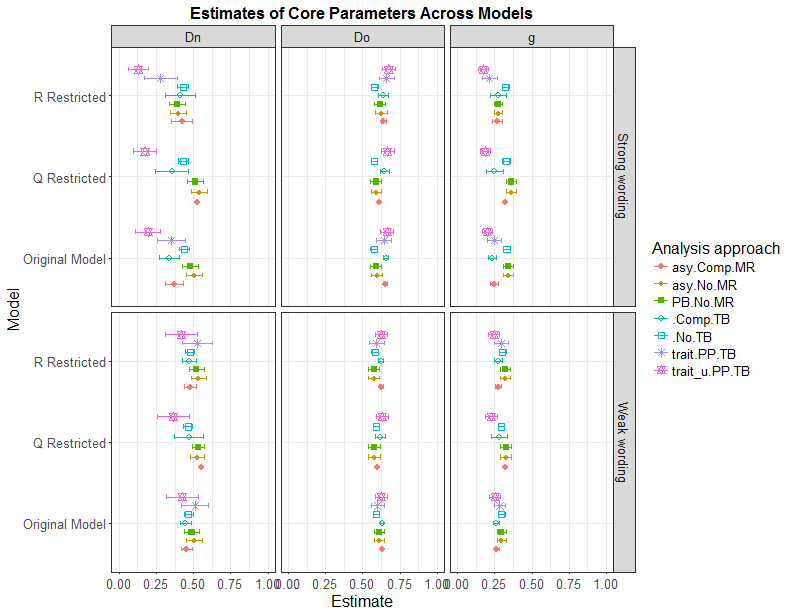 Estimates of Core Parameters Across Models
Dn
Do
g
R Restricted
Q Restricted
Original Model
Strong wording
R Restricted
Q Restricted
Original Model
Weak wording
Model
0.00 0.25 0.50 0.75 1.00
0.00 0.25 0.50 0.75 1.00
0.00 0.25 0.50 0.75 1.00
Estimate
Analysis approach
asy.Comp.MR
asy.No.MR
PB.No.MR
.Comp.TB
.No.TB
trait.PP.TB
trait_u.PP.TB